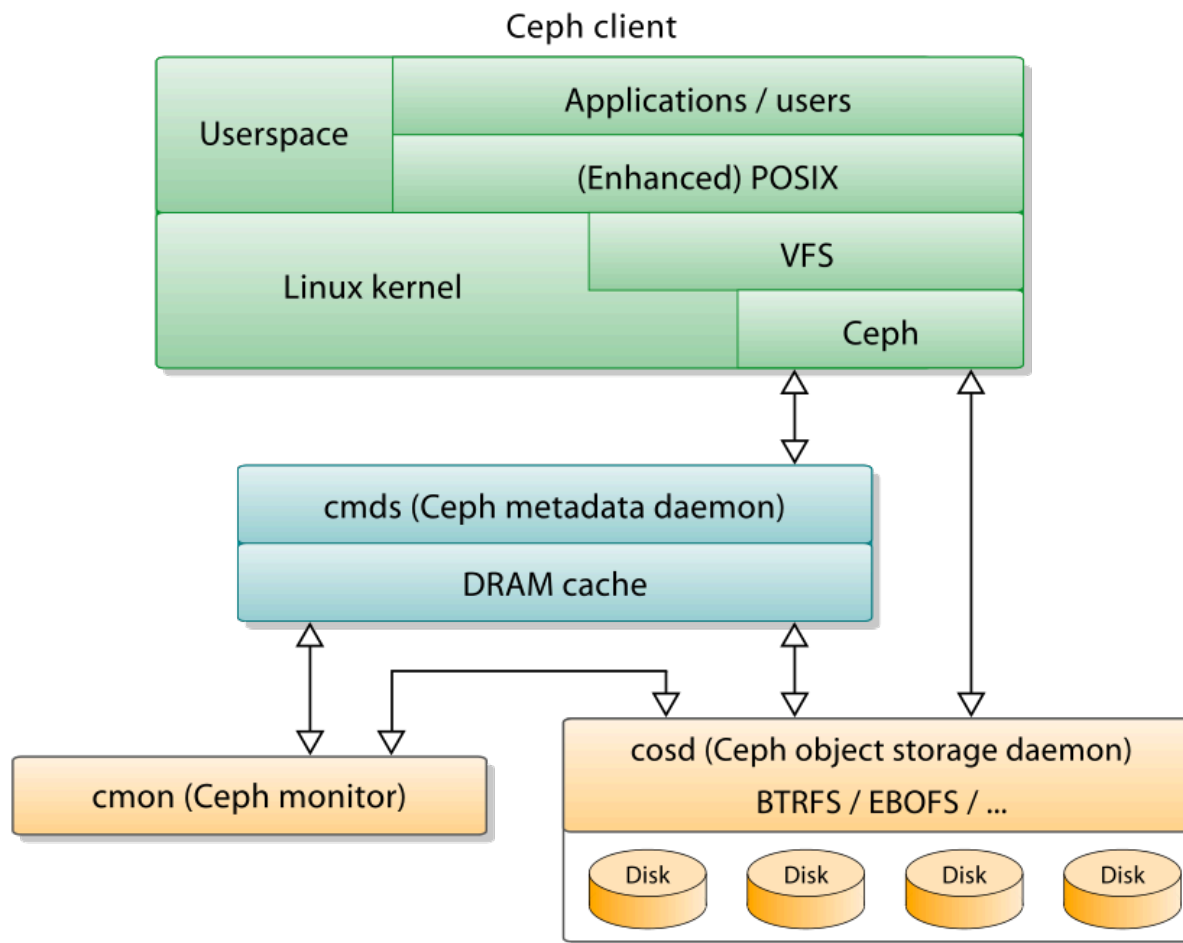 Ceph client
Userspace
Applications / users
(Enhanced) POSIX
Linux kernel
VFS
Ceph
cmds (Ceph metadata daemon)
DRAM cache
cmon (Ceph monitor)
cosd (Ceph object storage daemon)
BTRFS / EBOFS / ...
Disk
Disk
Disk
Disk